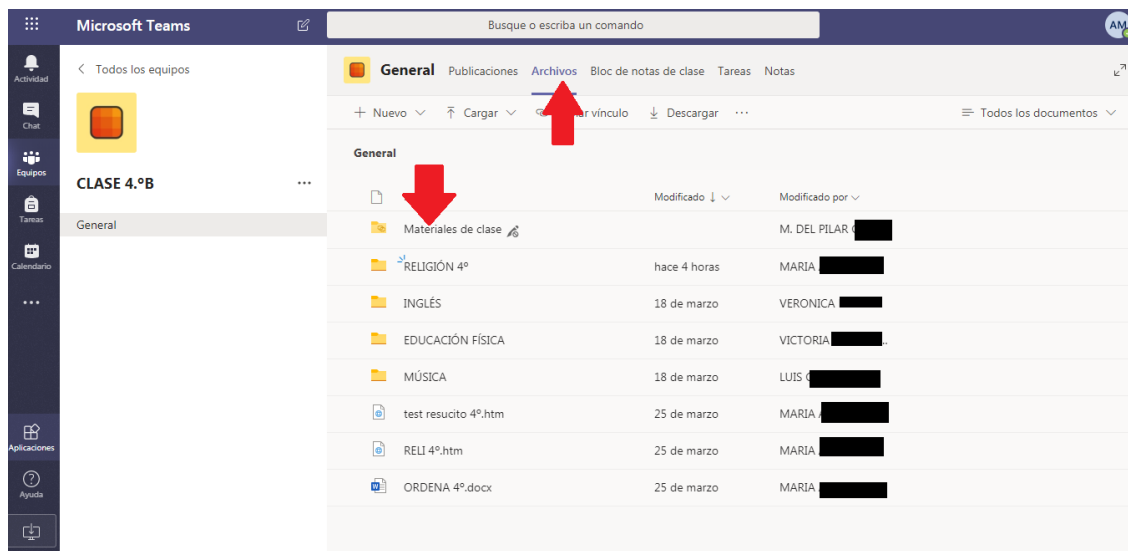 Microsoft Teams
Busque o escriba un comando
AM
Actividad
Chat
Equipos
Tareas
Calendario
Aplicaciones
Ayuda
Todos los equipos
CLASE 4.ºB
General
General Publicaciones Archivos Bloc de notas de clase Tareas Notas
Nuevo Cargar vínculo Descargar Todos los documentos
General
Modificado Modificado por
Materiales de clase M. DEL PILAR
RELIGIÓN 4º hace 4 horas MARIA
INGLÉS 18 de marzo VERONICA
EDUCACIÓN FÍSICA 18 de marzo VICTORIA
MÚSICA 18 de marzo LUIS
test resucito 4º.htm 25 de marzo MARIA
RELI 4º.htm 25 de marzo MARIA
ORDENA 4º.docx 25 de marzo MARIA